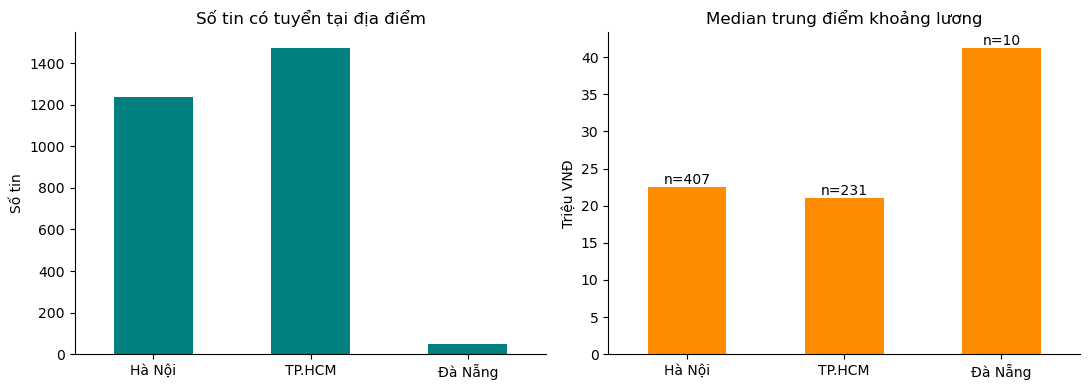 Số tin có tuyển tại địa điểm
Số tin
1400
1200
1000
800
600
400
200
0
Hà Nội
TP.HCM
Đà Nẵng
Median trung điểm khoảng lương
Triệu VNĐ
40
35
30
25
20
15
10
5
0
n=407
n=231
n=10
Hà Nội
TP.HCM
Đà Nẵng